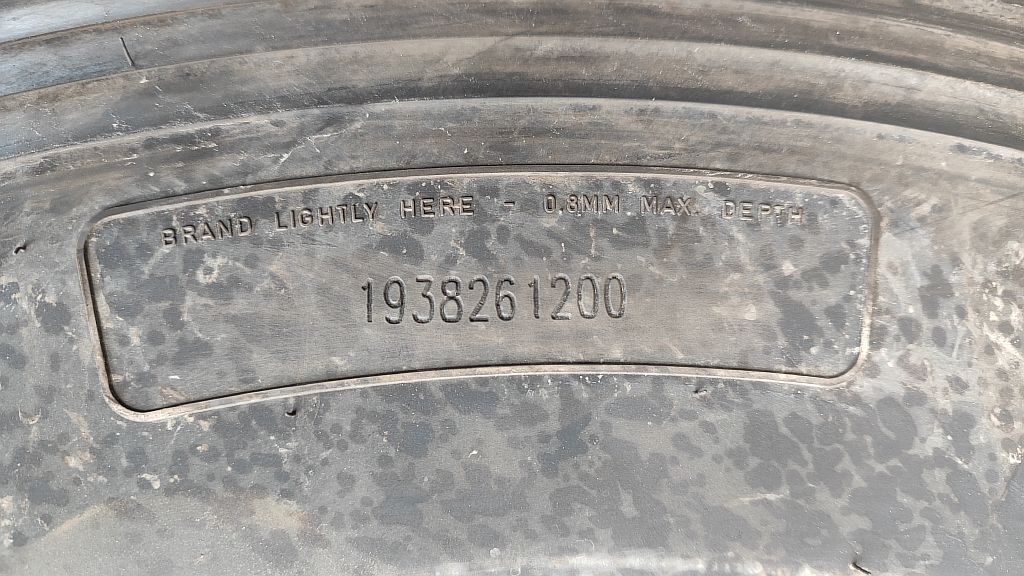 BRAND LIGHTLY HERE - 0.8MM MAX. DEPTH
1938261200